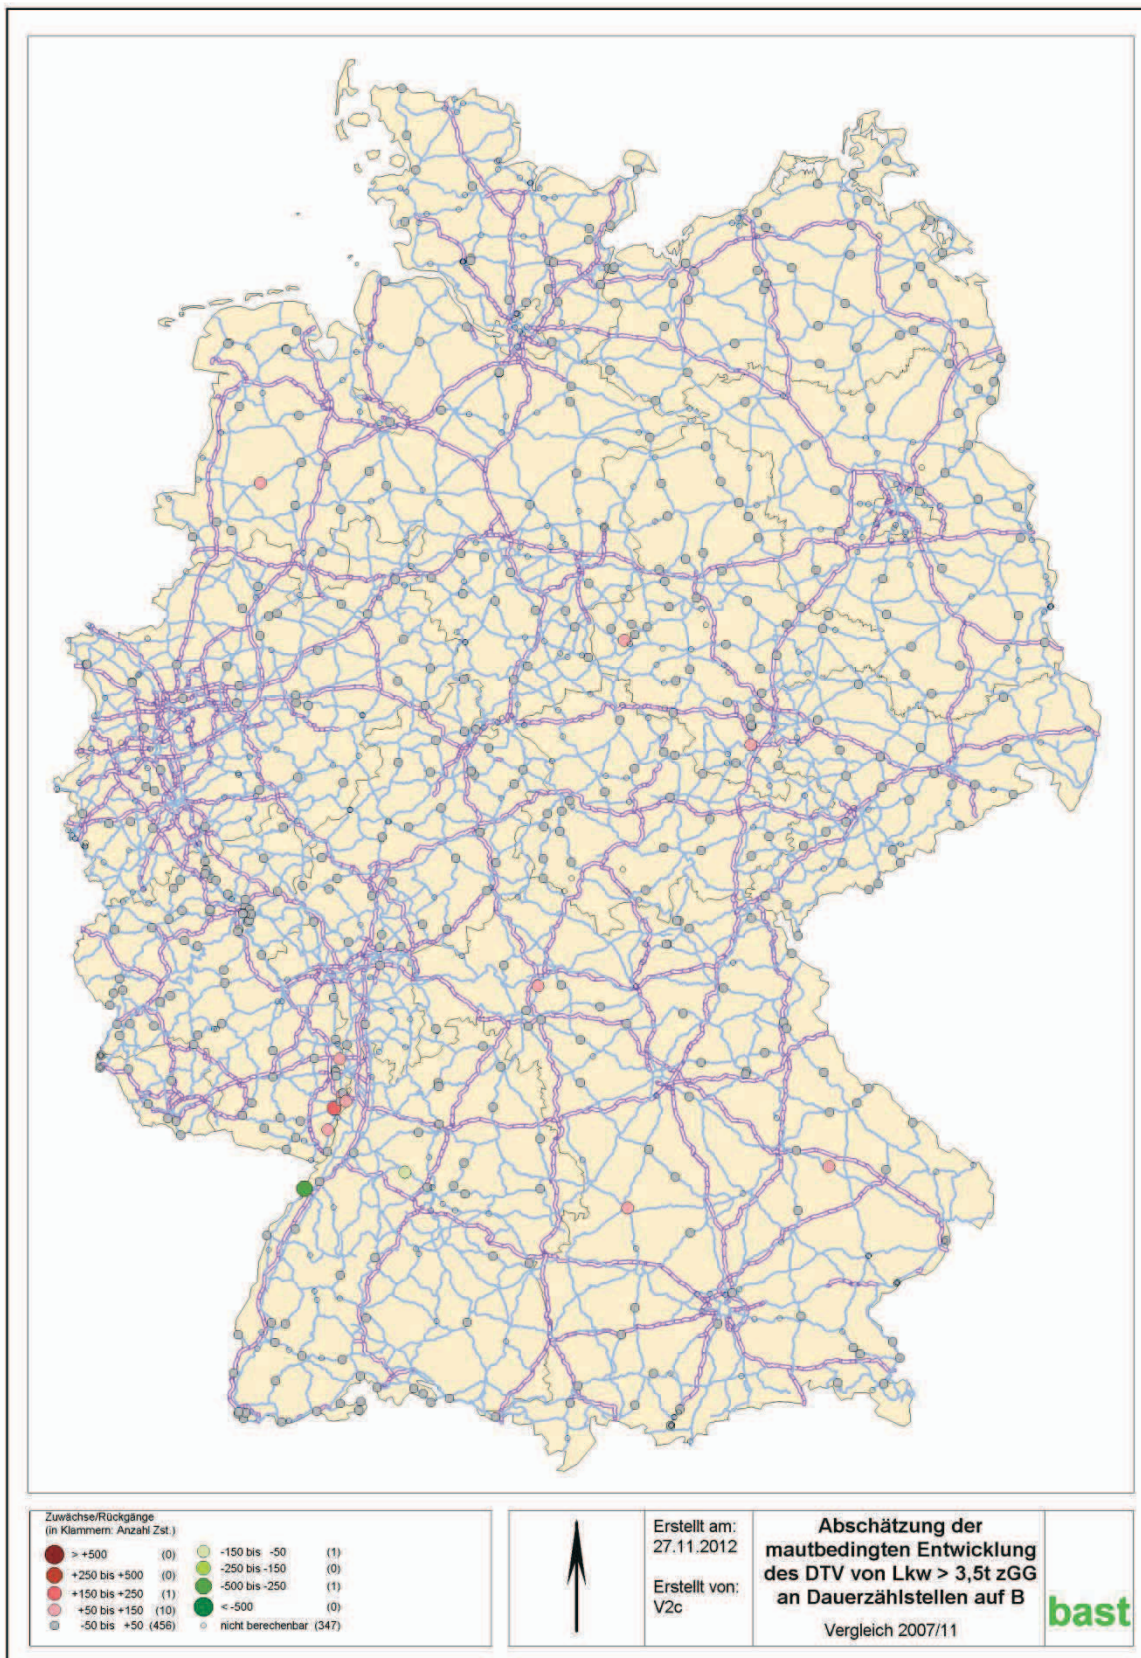 Zuwächse/Rückgänge
(in Klammern: Anzahl Zst.)
> +500 (0)
+250 bis +500 (0)
+150 bis +250 (1)
+50 bis +150 (10)
-50 bis +50 (456)
-150 bis -50 (1)
-250 bis -150 (0)
-500 bis -250 (1)
< -500 (0)
nicht berechenbar (347)
Erstellt am:
27.11.2012
Erstellt von:
V2c
Abschätzung der
mautbedingten Entwicklung
des DTV von Lkw > 3,5t zGG
an Dauerzählstellen auf B
Vergleich 2007/11
bast